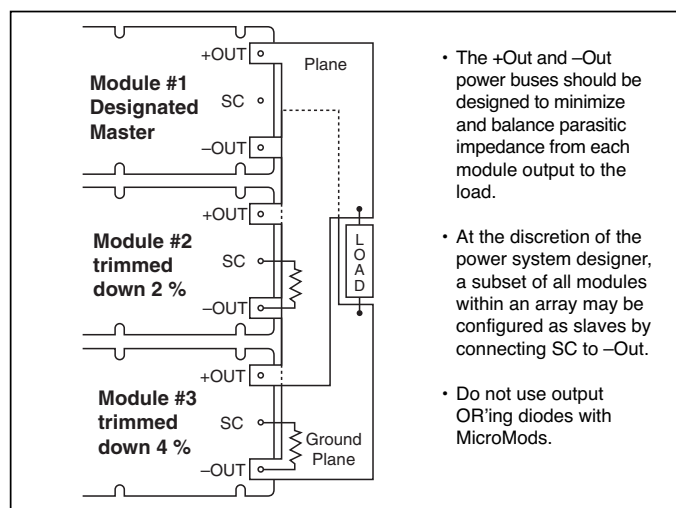 +OUT
Plane
Module #1
Designated
Master
SC
–OUT
+OUT
Module #2
trimmed
down 2 %
SC
–OUT
LOAD
+OUT
Module #3
trimmed
down 4 %
SC
Ground
Plane
–OUT
• The +Out and –Out
power buses should be
designed to minimize
and balance parasitic
impedance from each
module output to the
load.
• At the discretion of the
power system designer,
a subset of all modules
within an array may be
configured as slaves by
connecting SC to –Out.
• Do not use output
OR'ing diodes with
MicroMods.